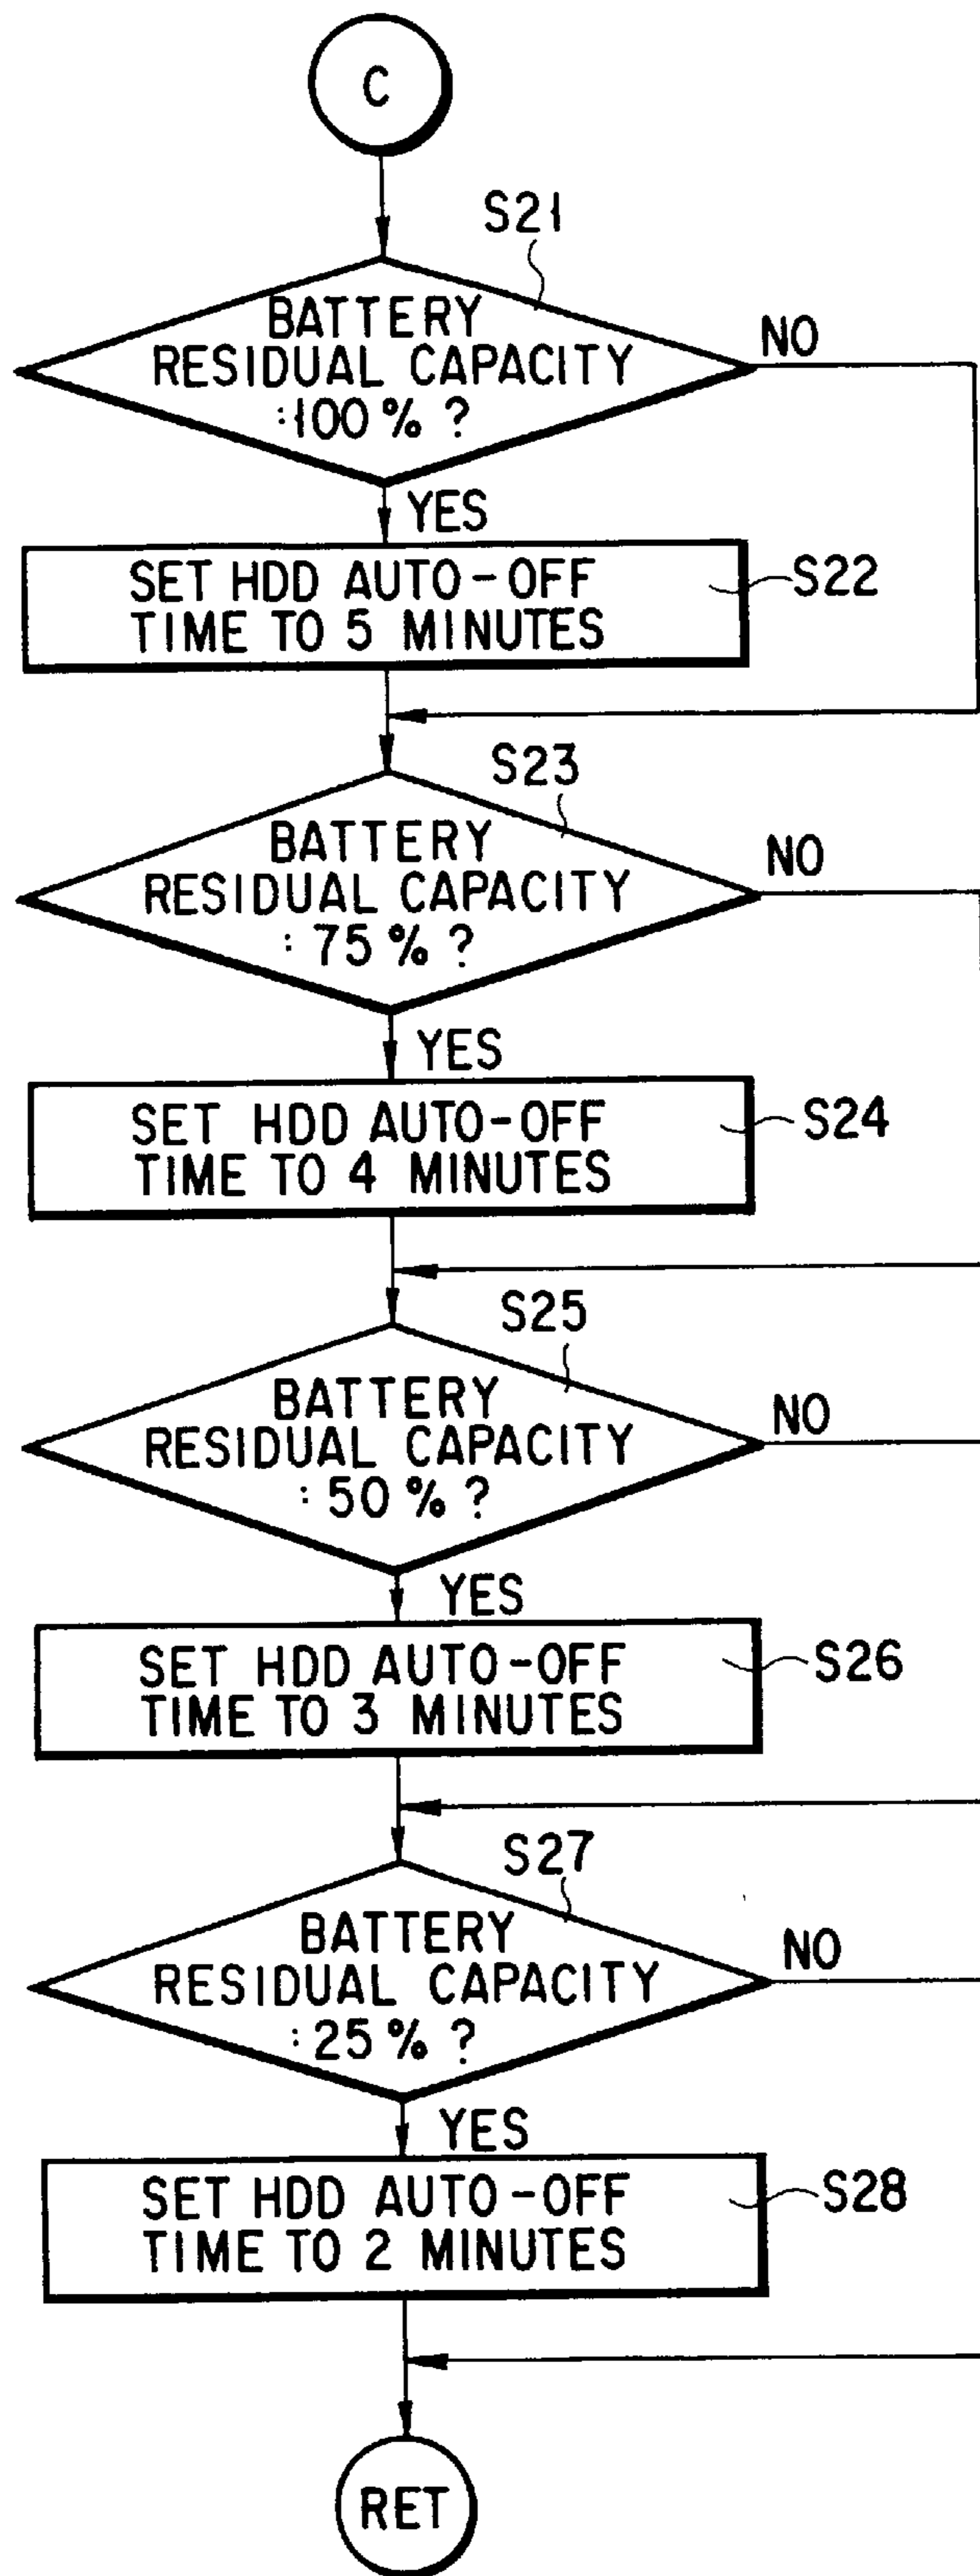 C
S21
BATTERY
RESIDUAL CAPACITY
:100 % ?
NO
YES
SET HDD AUTO-OFF
TIME TO 5 MINUTES
S22
S23
BATTERY
RESIDUAL CAPACITY
: 75 % ?
NO
YES
SET HDD AUTO-OFF
TIME TO 4 MINUTES
S24
S25
BATTERY
RESIDUAL CAPACITY
: 50 % ?
NO
YES
SET HDD AUTO-OFF
TIME TO 3 MINUTES
S26
S27
BATTERY
RESIDUAL CAPACITY
: 25 % ?
NO
YES
SET HDD AUTO-OFF
TIME TO 2 MINUTES
S28
RET